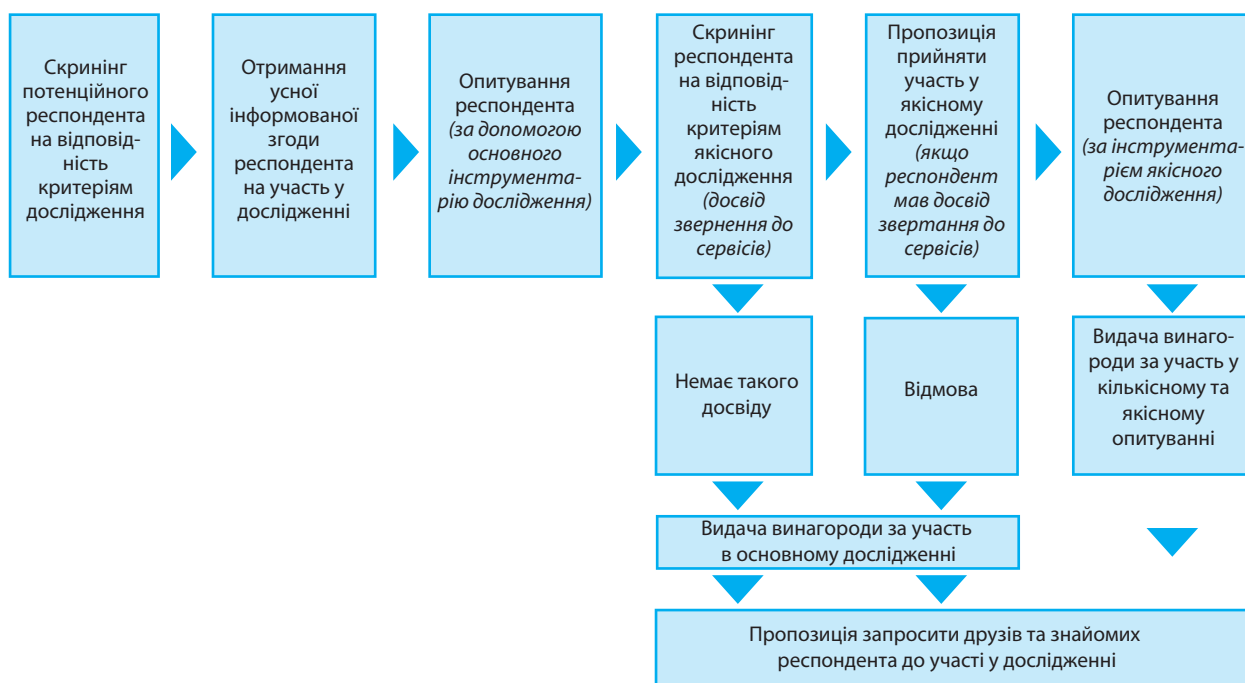 Скринінг
потенційного
респондента
на відповід-
ність
критеріям
дослідження
Отримання
усної
інформованої
згоди
респондента
на участь у
дослідженні
Опитування
респондента
(за допомогою
основного
інструмента-
рію дослідження)
Скринінг
респондента
на відповід-
ність
критеріям
якісного
дослідження
(досвід
звернення до
сервісів)
Пропозиція
прийняти
участь у
якісному
дослідженні
(якщо
респондент
мав досвід
звертання до
сервісів)
Опитування
респондента
(за інструмента-
рієм якісного
дослідження)
Немає такого
досвіду
Відмова
Видача винаго-
роди за участь у
кількісному та
якісному
опитуванні
Видача винагороди за участь
в основному дослідженні
Пропозиція запросити друзів та знайомих
респондента до участі у дослідженні